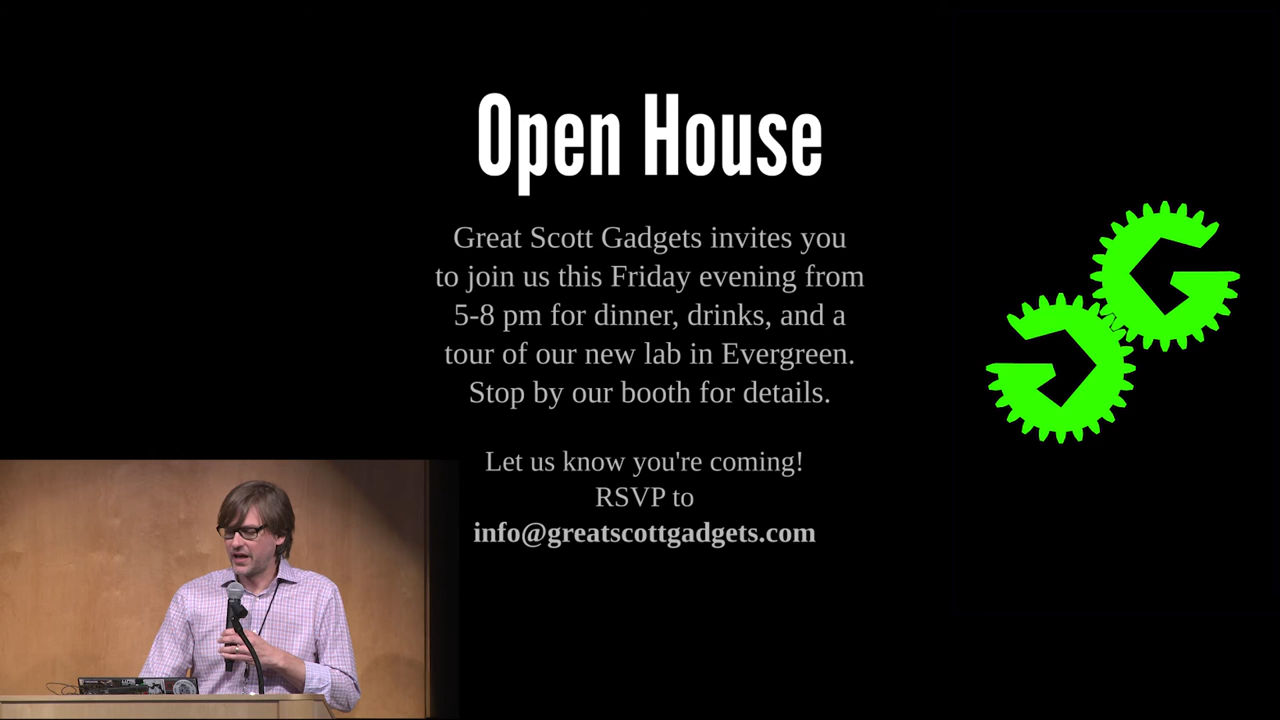 Open House
Great Scott Gadgets invites you
to join us this Friday evening from
5-8 pm for dinner, drinks, and a
tour of our new lab in Evergreen.
Stop by our booth for details.
Let us know you're coming!
RSVP to
info@greatscottgadgets.com